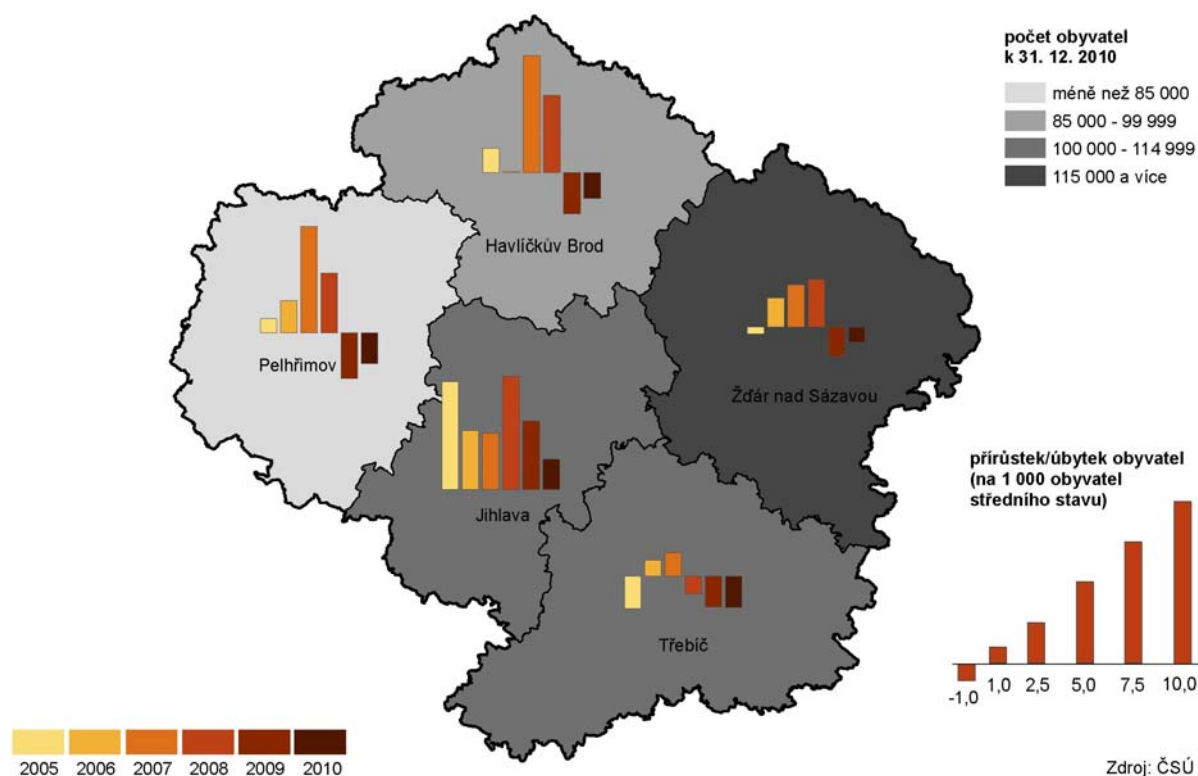 počet obyvatel
k 31. 12. 2010
méně než 85 000
85 000 - 99 999
100 000 - 114 999
115 000 a více
Havlíčkův Brod
Pelhřimov
Žďár nad Sázavou
Jihlava
Třebíč
přírůstek/úbytek obyvatel
(na 1 000 obyvatel
středního stavu)
-1,0 1,0 2,5 5,0 7,5 10,0
2005 2006 2007 2008 2009 2010
Zdroj: ČSÚ